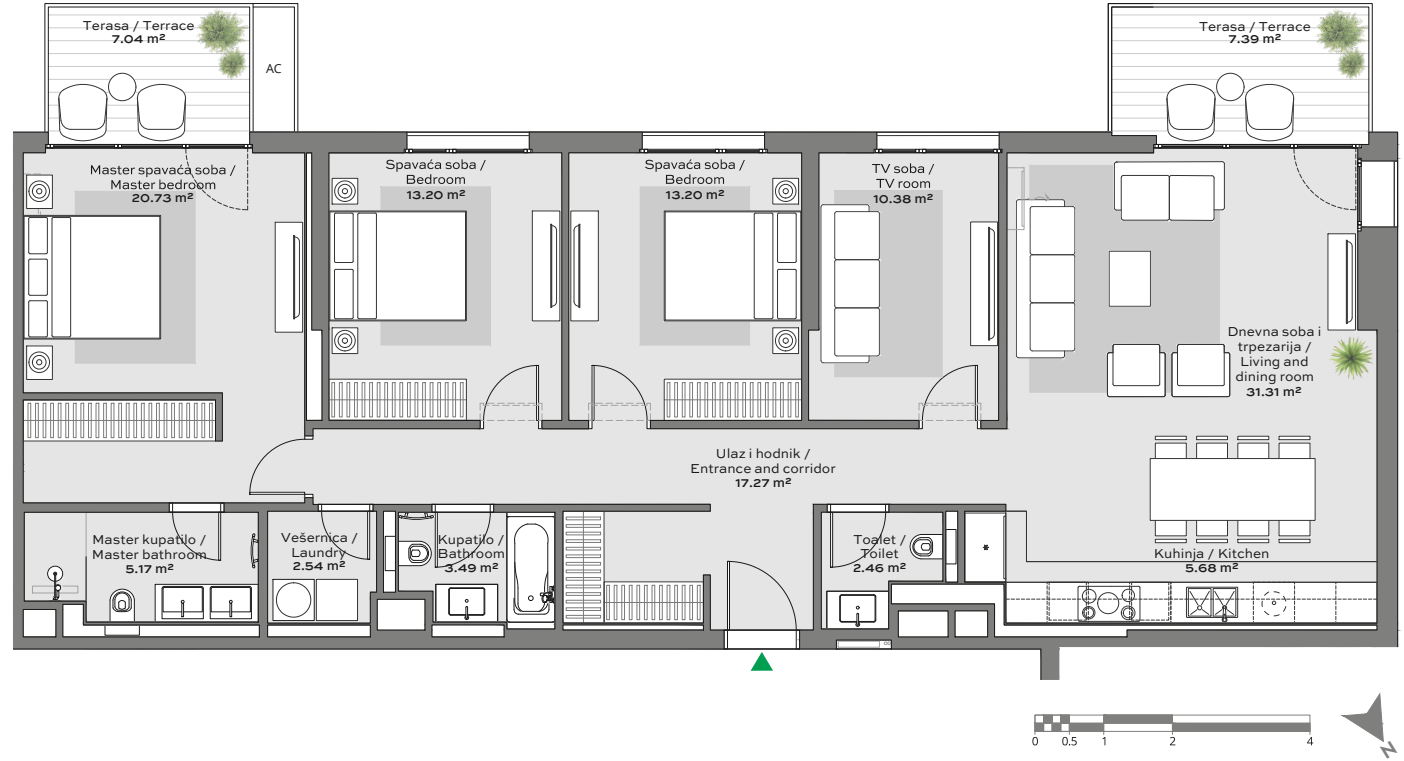 Terasa / Terrace
7.04 m²
AC
Terasa / Terrace
7.39 m²
Master spavaća soba /
Master bedroom
20.73 m²
Spavaća soba /
Bedroom
13.20 m²
Spavaća soba /
Bedroom
13.20 m²
TV soba /
TV room
10.38 m²
Dnevna soba i
trpezarija /
Living and
dining room
31.31 m²
Ulaz i hodnik /
Entrance and corridor
17.27 m²
Master kupatilo /
Master bathroom
5.17 m²
Vešernica /
Laundry
2.54 m²
Kupatilo /
Bathroom
3.49 m²
Toalet /
Toilet
2.46 m²
Kuhinja / Kitchen
5.68 m²
0 0.5 1 2 4
N